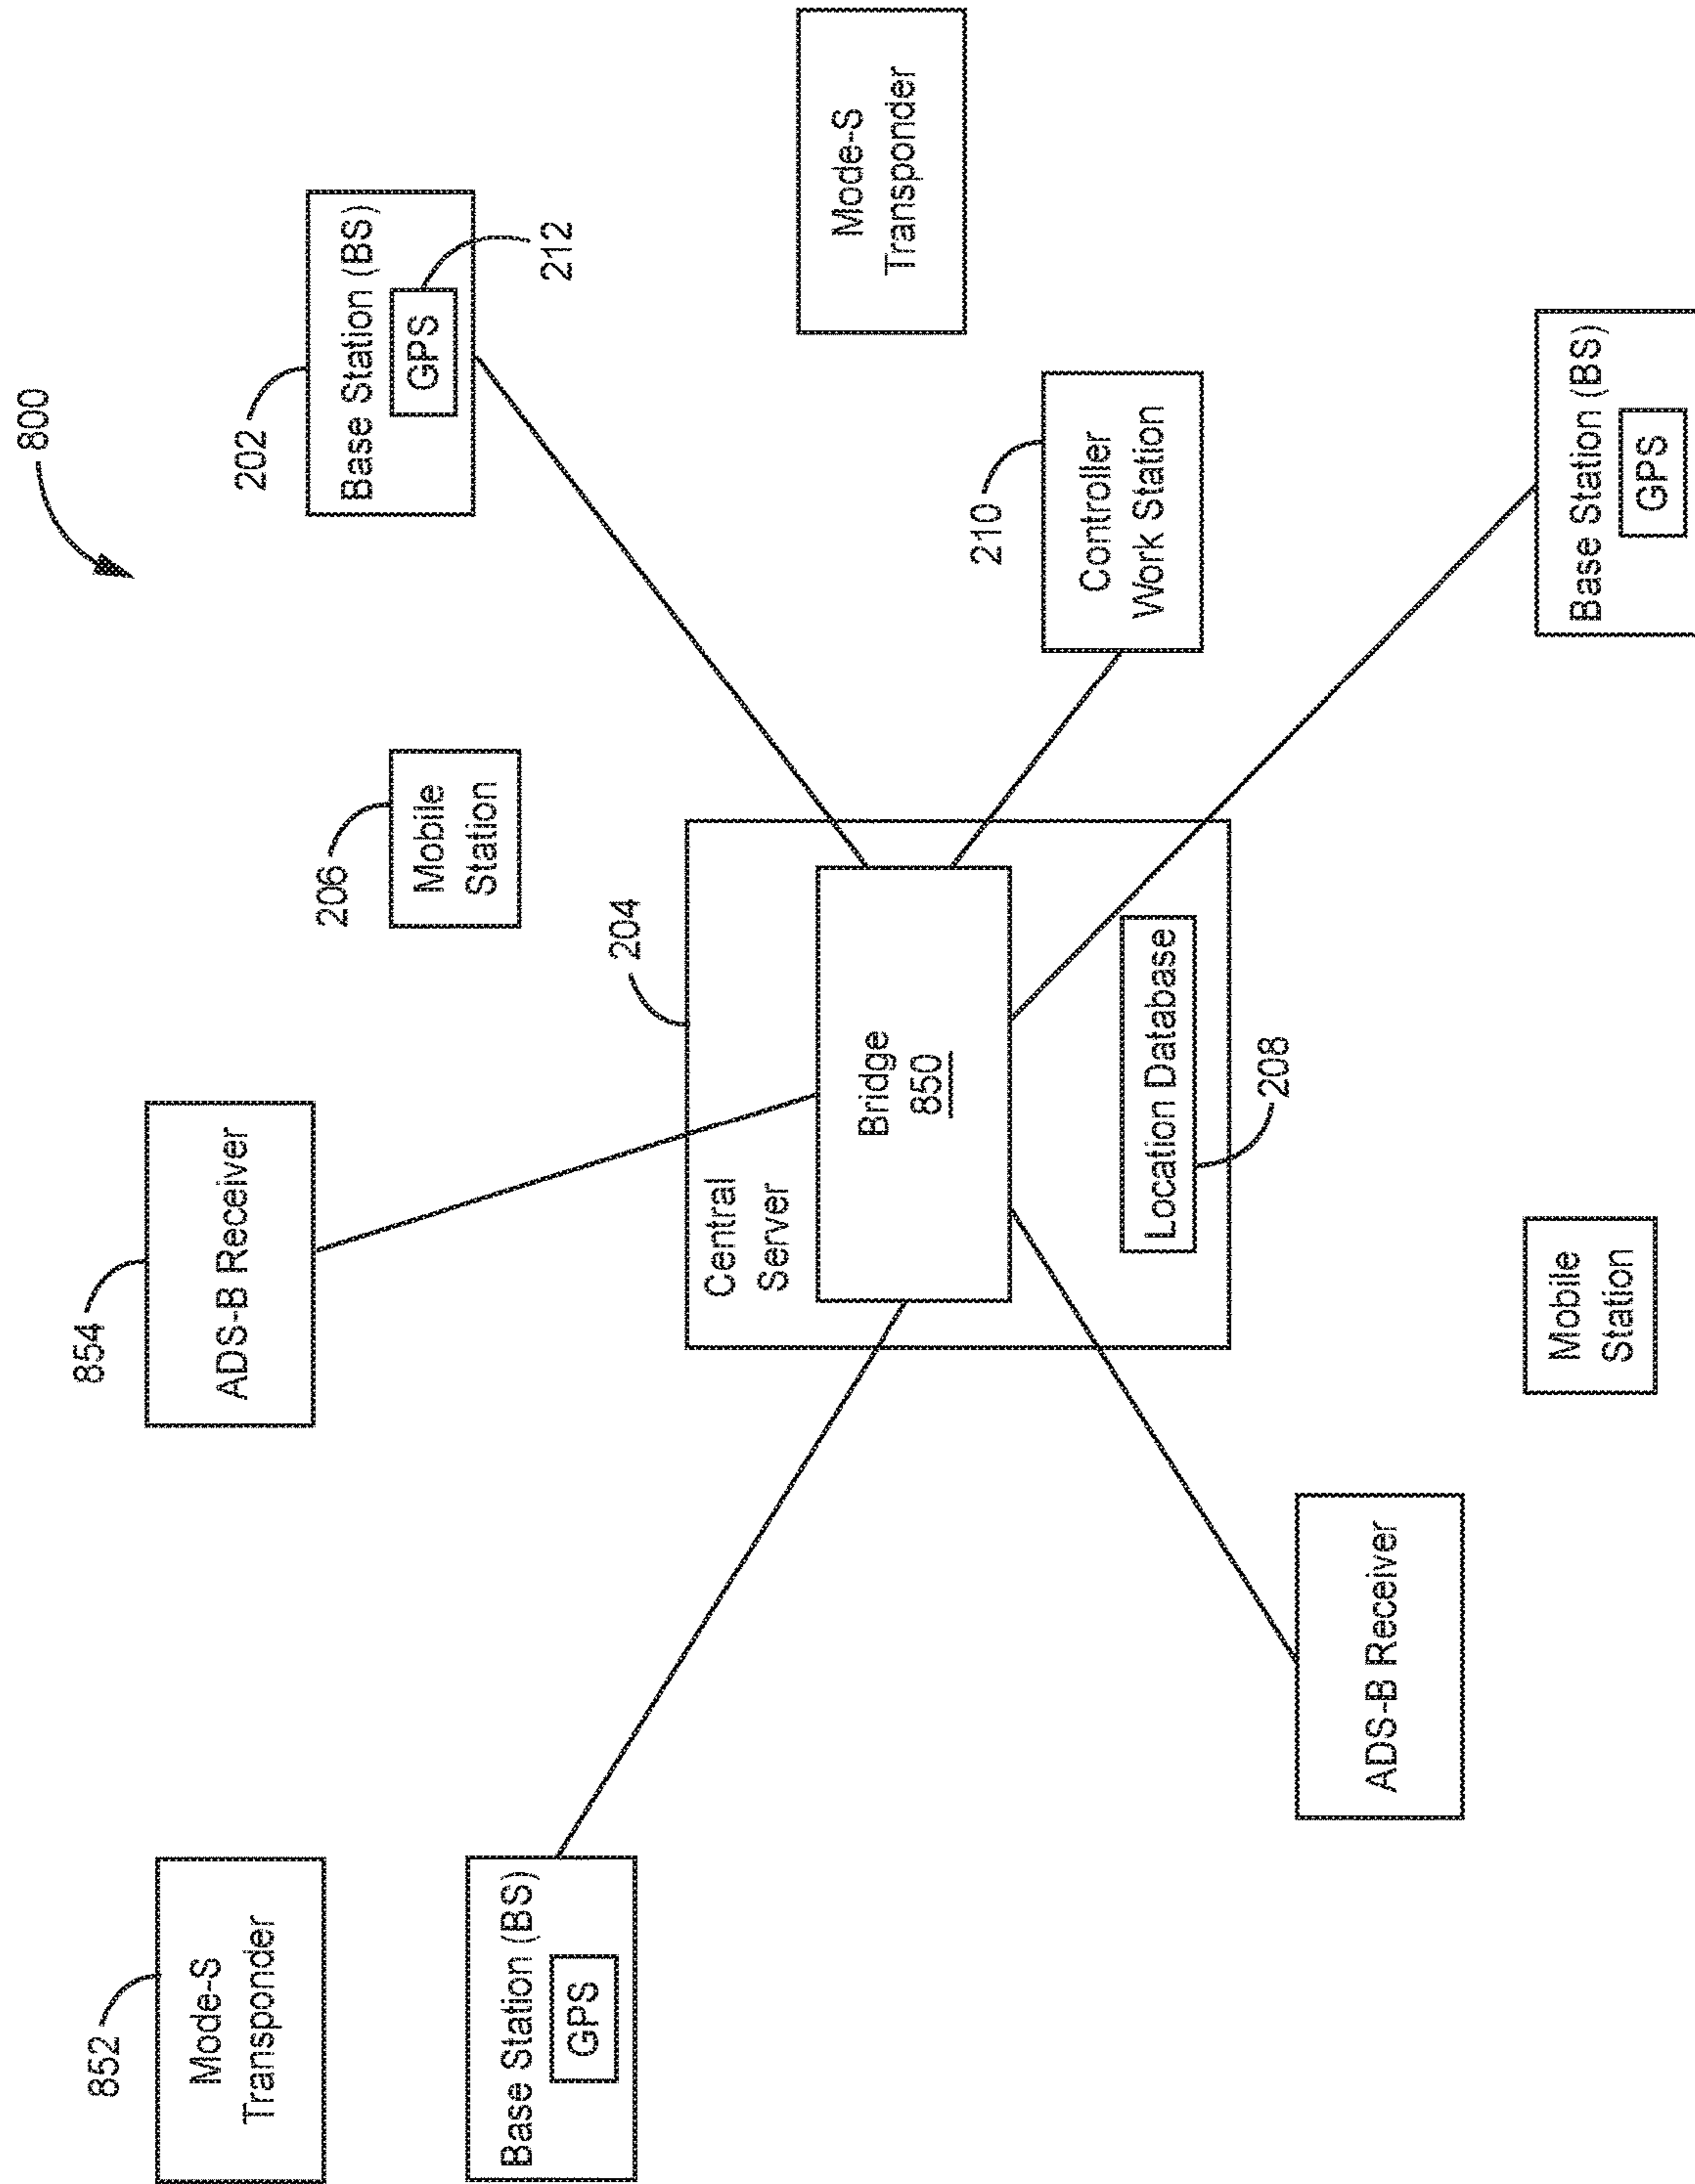 800
852
854
Mode-S
Transponder
ADS-B Receiver
202
Base Station (BS)
GPS
212
206
Mobile
Station
Base Station (BS)
GPS
204
Central
Server
Bridge
850
Mode-S
Transponder
210
Controller
Work Station
Location Database
208
ADS-B Receiver
Mobile
Station
Base Station (BS)
GPS